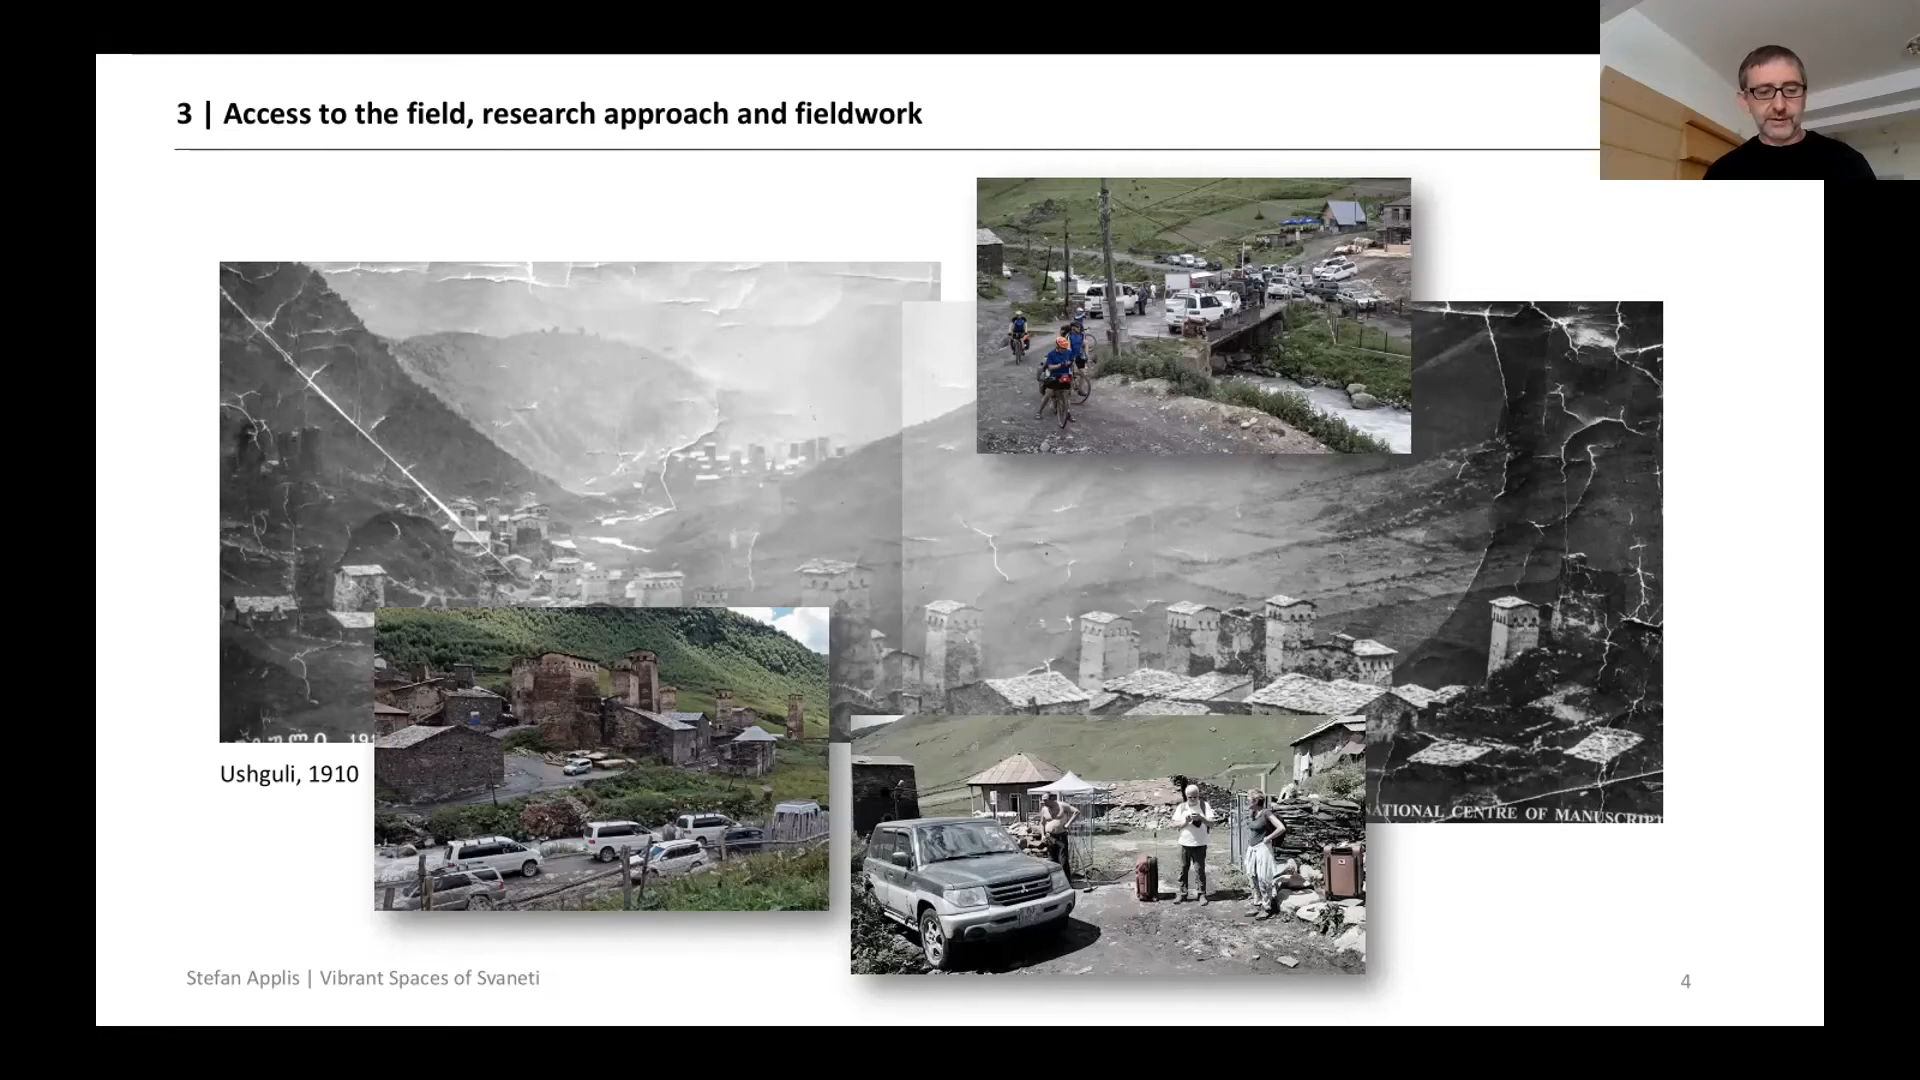 3 | Access to the field, research approach and fieldwork
Ushguli, 1910
NATIONAL CENTRE OF MANUSCRIPT
Stefan Applis | Vibrant Spaces of Svaneti
4